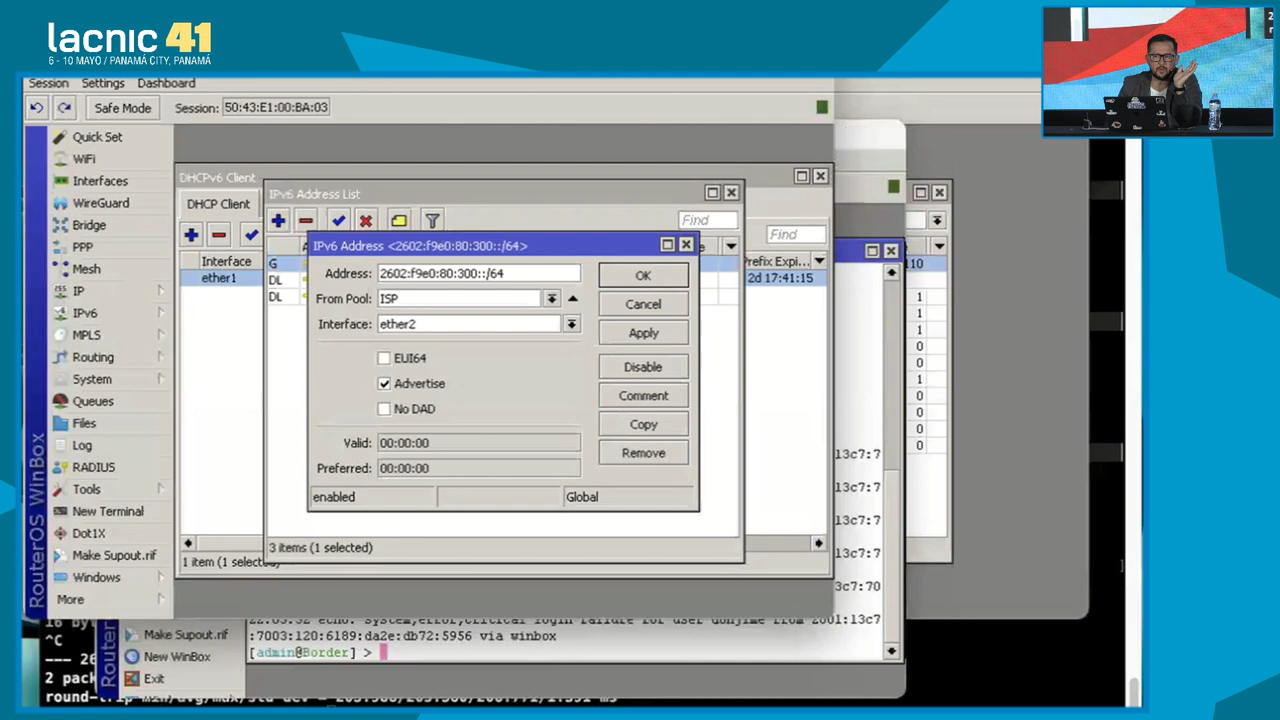 lacnic 41
6 - 10 MAYO / PANAMÁ CITY, PANAMÁ
Session Settings Dashboard
Safe Mode Session: 50:43:E1:00:BA:03
Quick Set
WiFi
Interfaces
WireGuard
Bridge
PPP
Mesh
IP
IPv6
MPLS
Routing
System
Queues
Files
Log
RADIUS
Tools
New Terminal
Dot1X
Make Supout.rif
Windows
More
RouterOS WinBox
DHCPv6 Client
DHCP Client
Interface
ether1
Find
Prefix Expi...
2d 17:41:15
1 item (1 selected)
IPv6 Address List
Find
G
DL
DL
3 items (1 selected)
IPv6 Address <2602:f9e0:80:300::/64>
Address: 2602:f9e0:80:300::/64
From Pool: ISP
Interface: ether2
EUI64
Advertise
No DAD
Valid: 00:00:00
Preferred: 00:00:00
enabled Global
OK
Cancel
Apply
Disable
Comment
Copy
Remove
110
1
1
1
0
0
1
0
0
0
0
13c7:7
13c7:7
13c7:7
13c7:7
13c7:70
:7003:120:6189:da2e:db72:5956 via winbox
[admin@Border] >
Make Supout.rif
New WinBox
Exit
^C
--- 26
2 pack